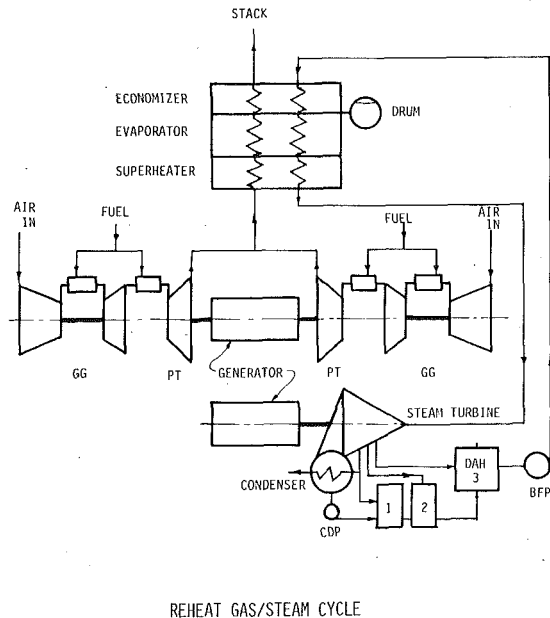 STACK
ECONOMIZER
EVAPORATOR
SUPERHEATER
DRUM
AIR
IN
FUEL
FUEL
AIR
IN
GG
PT
GENERATOR
PT
GG
STEAM TURBINE
CONDENSER
CDP
1
2
DAH
3
BFP
REHEAT GAS/STEAM CYCLE